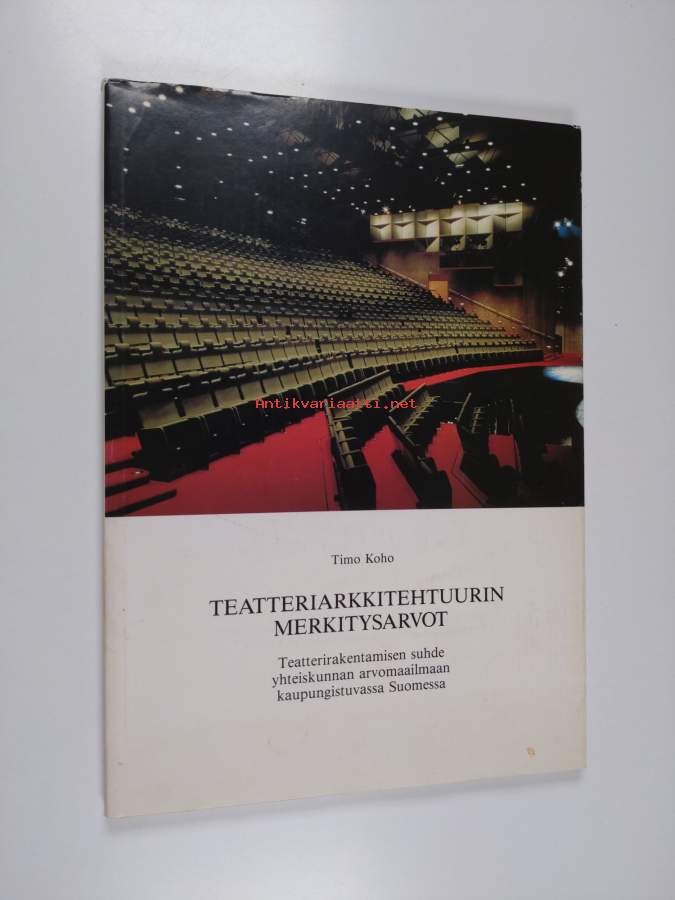 Antikvariaatti.net
Timo Koho
TEATTERIARKKITEHTUURIN
MERKITYSARVOT
Teatterirakentamisen suhde
yhteiskunnan arvomaailmaan
kaupungistuvassa Suomessa